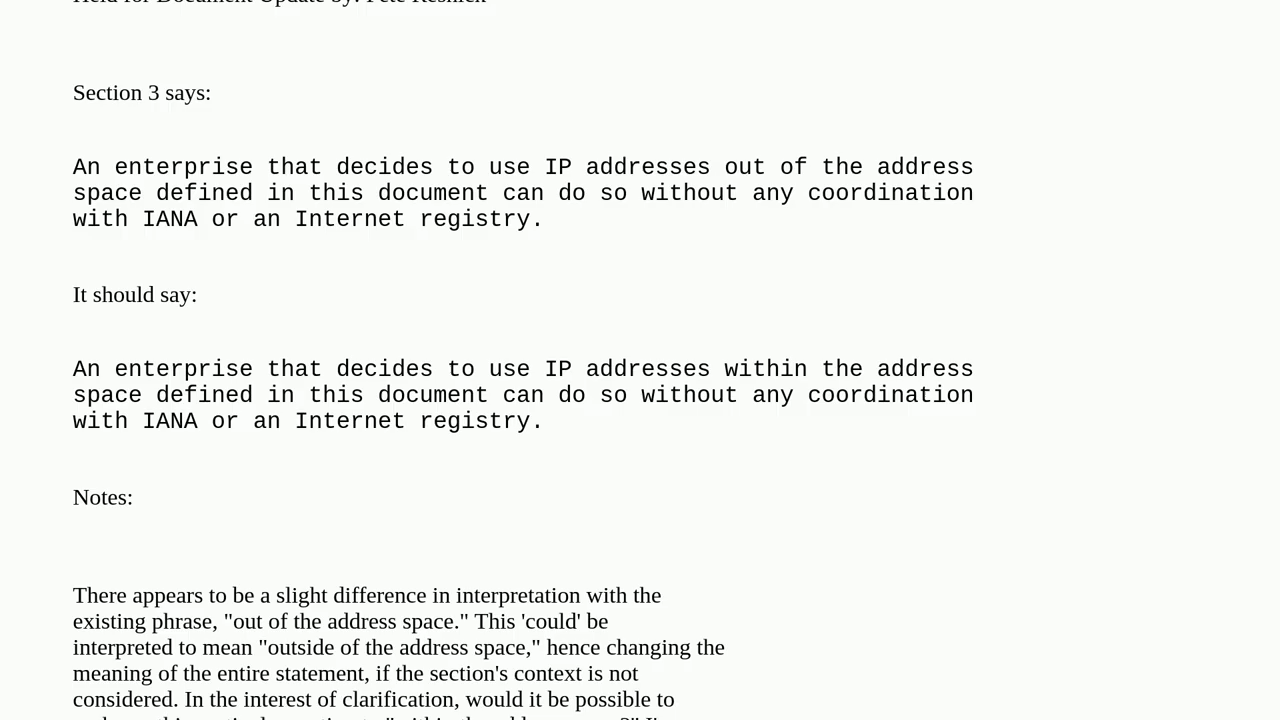 Held for Document Update by: Pete Resnick
Section 3 says:
An enterprise that decides to use IP addresses out of the address
space defined in this document can do so without any coordination
with IANA or an Internet registry.
It should say:
An enterprise that decides to use IP addresses within the address
space defined in this document can do so without any coordination
with IANA or an Internet registry.
Notes:
There appears to be a slight difference in interpretation with the
existing phrase, "out of the address space." This 'could' be
interpreted to mean "outside of the address space," hence changing the
meaning of the entire statement, if the section's context is not
considered. In the interest of clarification, would it be possible to